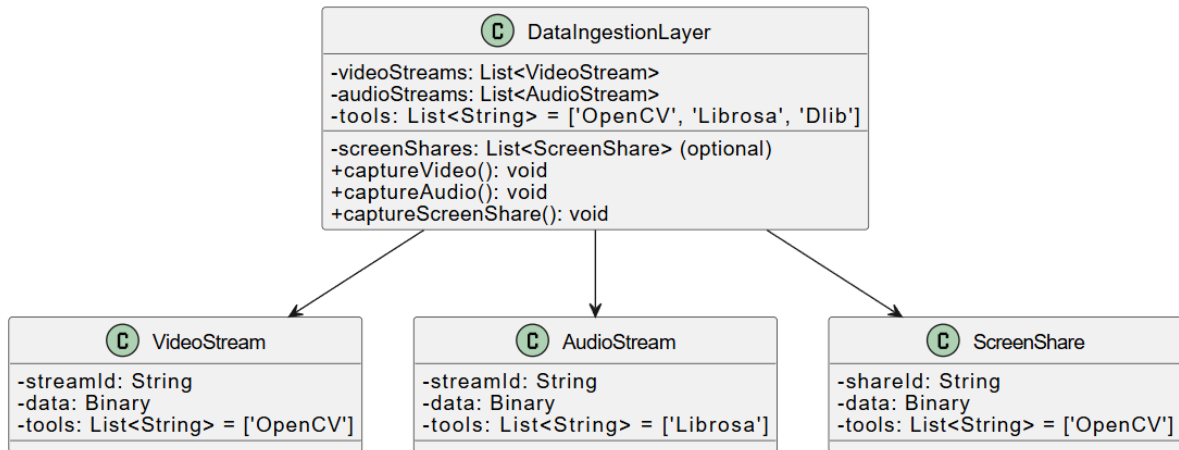 C DataIngestionLayer
-videoStreams: List<VideoStream>
-audioStreams: List<AudioStream>
-tools: List<String> = ['OpenCV', 'Librosa', 'Dlib']
-screenShares: List<ScreenShare> (optional)
+captureVideo(): void
+captureAudio(): void
+captureScreenShare(): void
C VideoStream
-streamId: String
-data: Binary
-tools: List<String> = ['OpenCV']
C AudioStream
-streamId: String
-data: Binary
-tools: List<String> = ['Librosa']
C ScreenShare
-shareId: String
-data: Binary
-tools: List<String> = ['OpenCV']